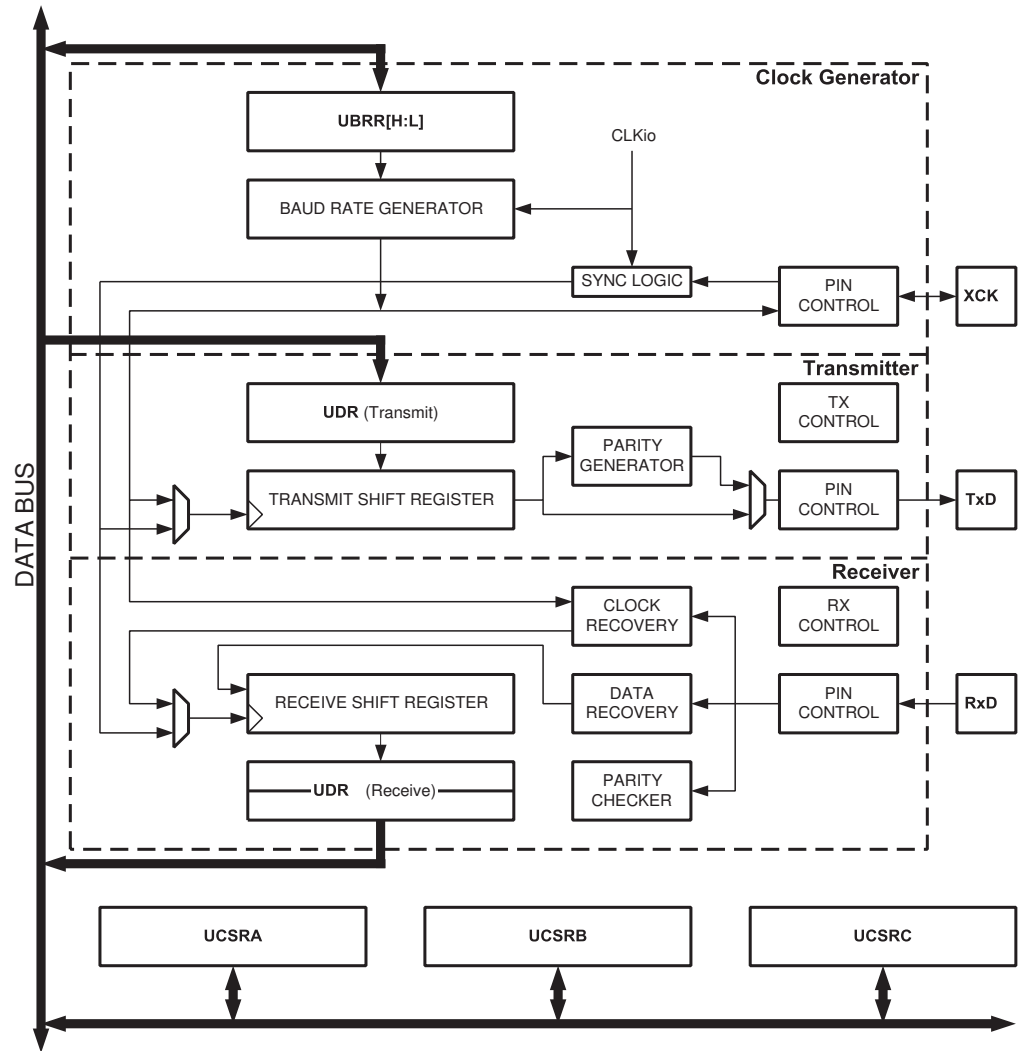 Clock Generator
UBRR[H:L]
CLKio
BAUD RATE GENERATOR
SYNC LOGIC
PIN
CONTROL
XCK
Transmitter
UDR (Transmit)
TX
CONTROL
PARITY
GENERATOR
TRANSMIT SHIFT REGISTER
PIN
CONTROL
TxD
DATA BUS
Receiver
CLOCK
RECOVERY
RX
CONTROL
RECEIVE SHIFT REGISTER
DATA
RECOVERY
PIN
CONTROL
RxD
UDR (Receive)
PARITY
CHECKER
UCSRA
UCSRB
UCSRC